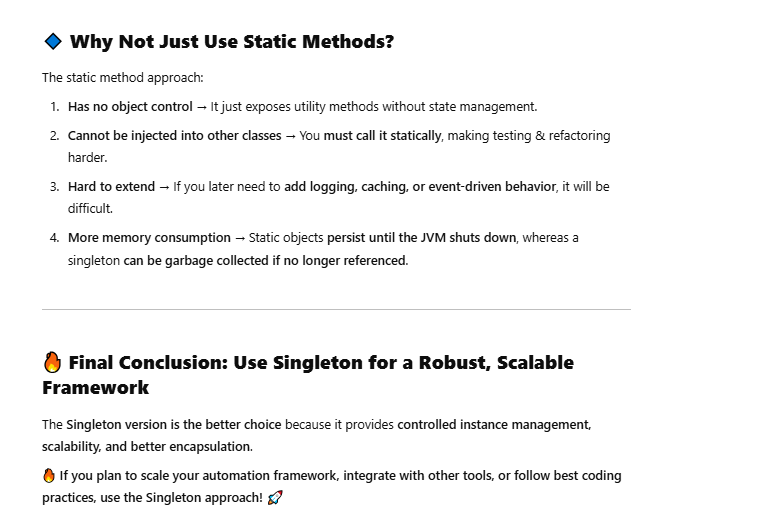 🔷 Why Not Just Use Static Methods?
The static method approach:
1. Has no object control → It just exposes utility methods without state management.
2. Cannot be injected into other classes → You must call it statically, making testing & refactoring
harder.
3. Hard to extend → If you later need to add logging, caching, or event-driven behavior, it will be
difficult.
4. More memory consumption → Static objects persist until the JVM shuts down, whereas a
singleton can be garbage collected if no longer referenced.
🔥 Final Conclusion: Use Singleton for a Robust, Scalable
Framework
The Singleton version is the better choice because it provides controlled instance management,
scalability, and better encapsulation.
🔥 If you plan to scale your automation framework, integrate with other tools, or follow best coding
practices, use the Singleton approach! 🚀